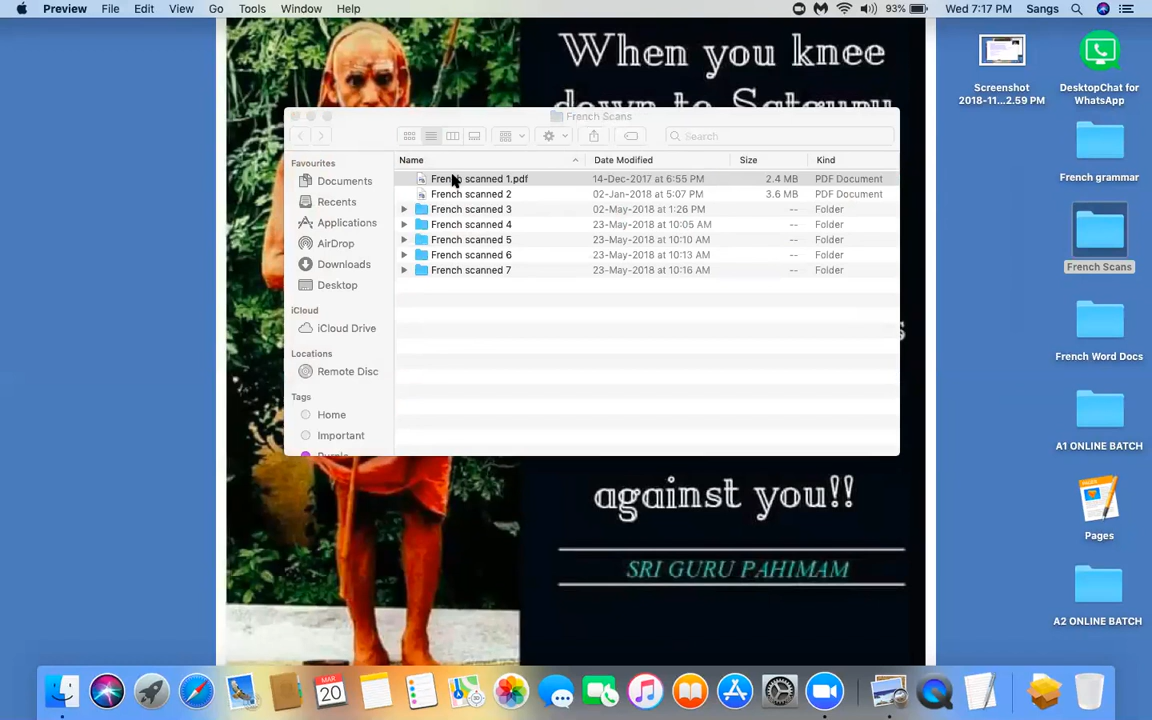 Preview File Edit View Go Tools Window Help 93% Wed 7:17 PM Sangs
When you knee
down to Satguru
Screenshot
2018-11...2.59 PM
DesktopChat for
WhatsApp
French Scans
Search
Favourites
Documents
Recents
Applications
AirDrop
Downloads
Desktop
iCloud
iCloud Drive
Locations
Remote Disc
Tags
Home
Important
Purple
Name Date Modified Size Kind
French scanned 1.pdf 14-Dec-2017 at 6:55 PM 2.4 MB PDF Document
French scanned 2 02-Jan-2018 at 5:07 PM 3.6 MB PDF Document
French scanned 3 02-May-2018 at 1:26 PM -- Folder
French scanned 4 23-May-2018 at 10:05 AM -- Folder
French scanned 5 23-May-2018 at 10:10 AM -- Folder
French scanned 6 23-May-2018 at 10:13 AM -- Folder
French scanned 7 23-May-2018 at 10:16 AM -- Folder
French grammar
French Scans
French Word Docs
A1 ONLINE BATCH
Pages
A2 ONLINE BATCH
against you!!
SRI GURU PAHIMAM
MAR
20